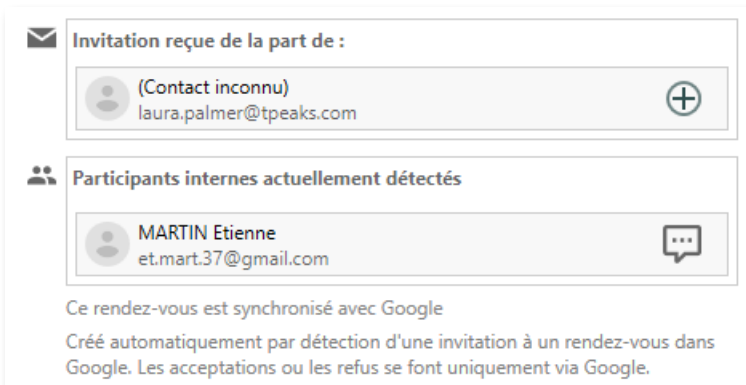 Invitation reçue de la part de :
(Contact inconnu)
laura.palmer@tpeaks.com
Participants internes actuellement détectés
MARTIN Etienne
et.mart.37@gmail.com
Ce rendez-vous est synchronisé avec Google
Créé automatiquement par détection d'une invitation à un rendez-vous dans
Google. Les acceptations ou les refus se font uniquement via Google.